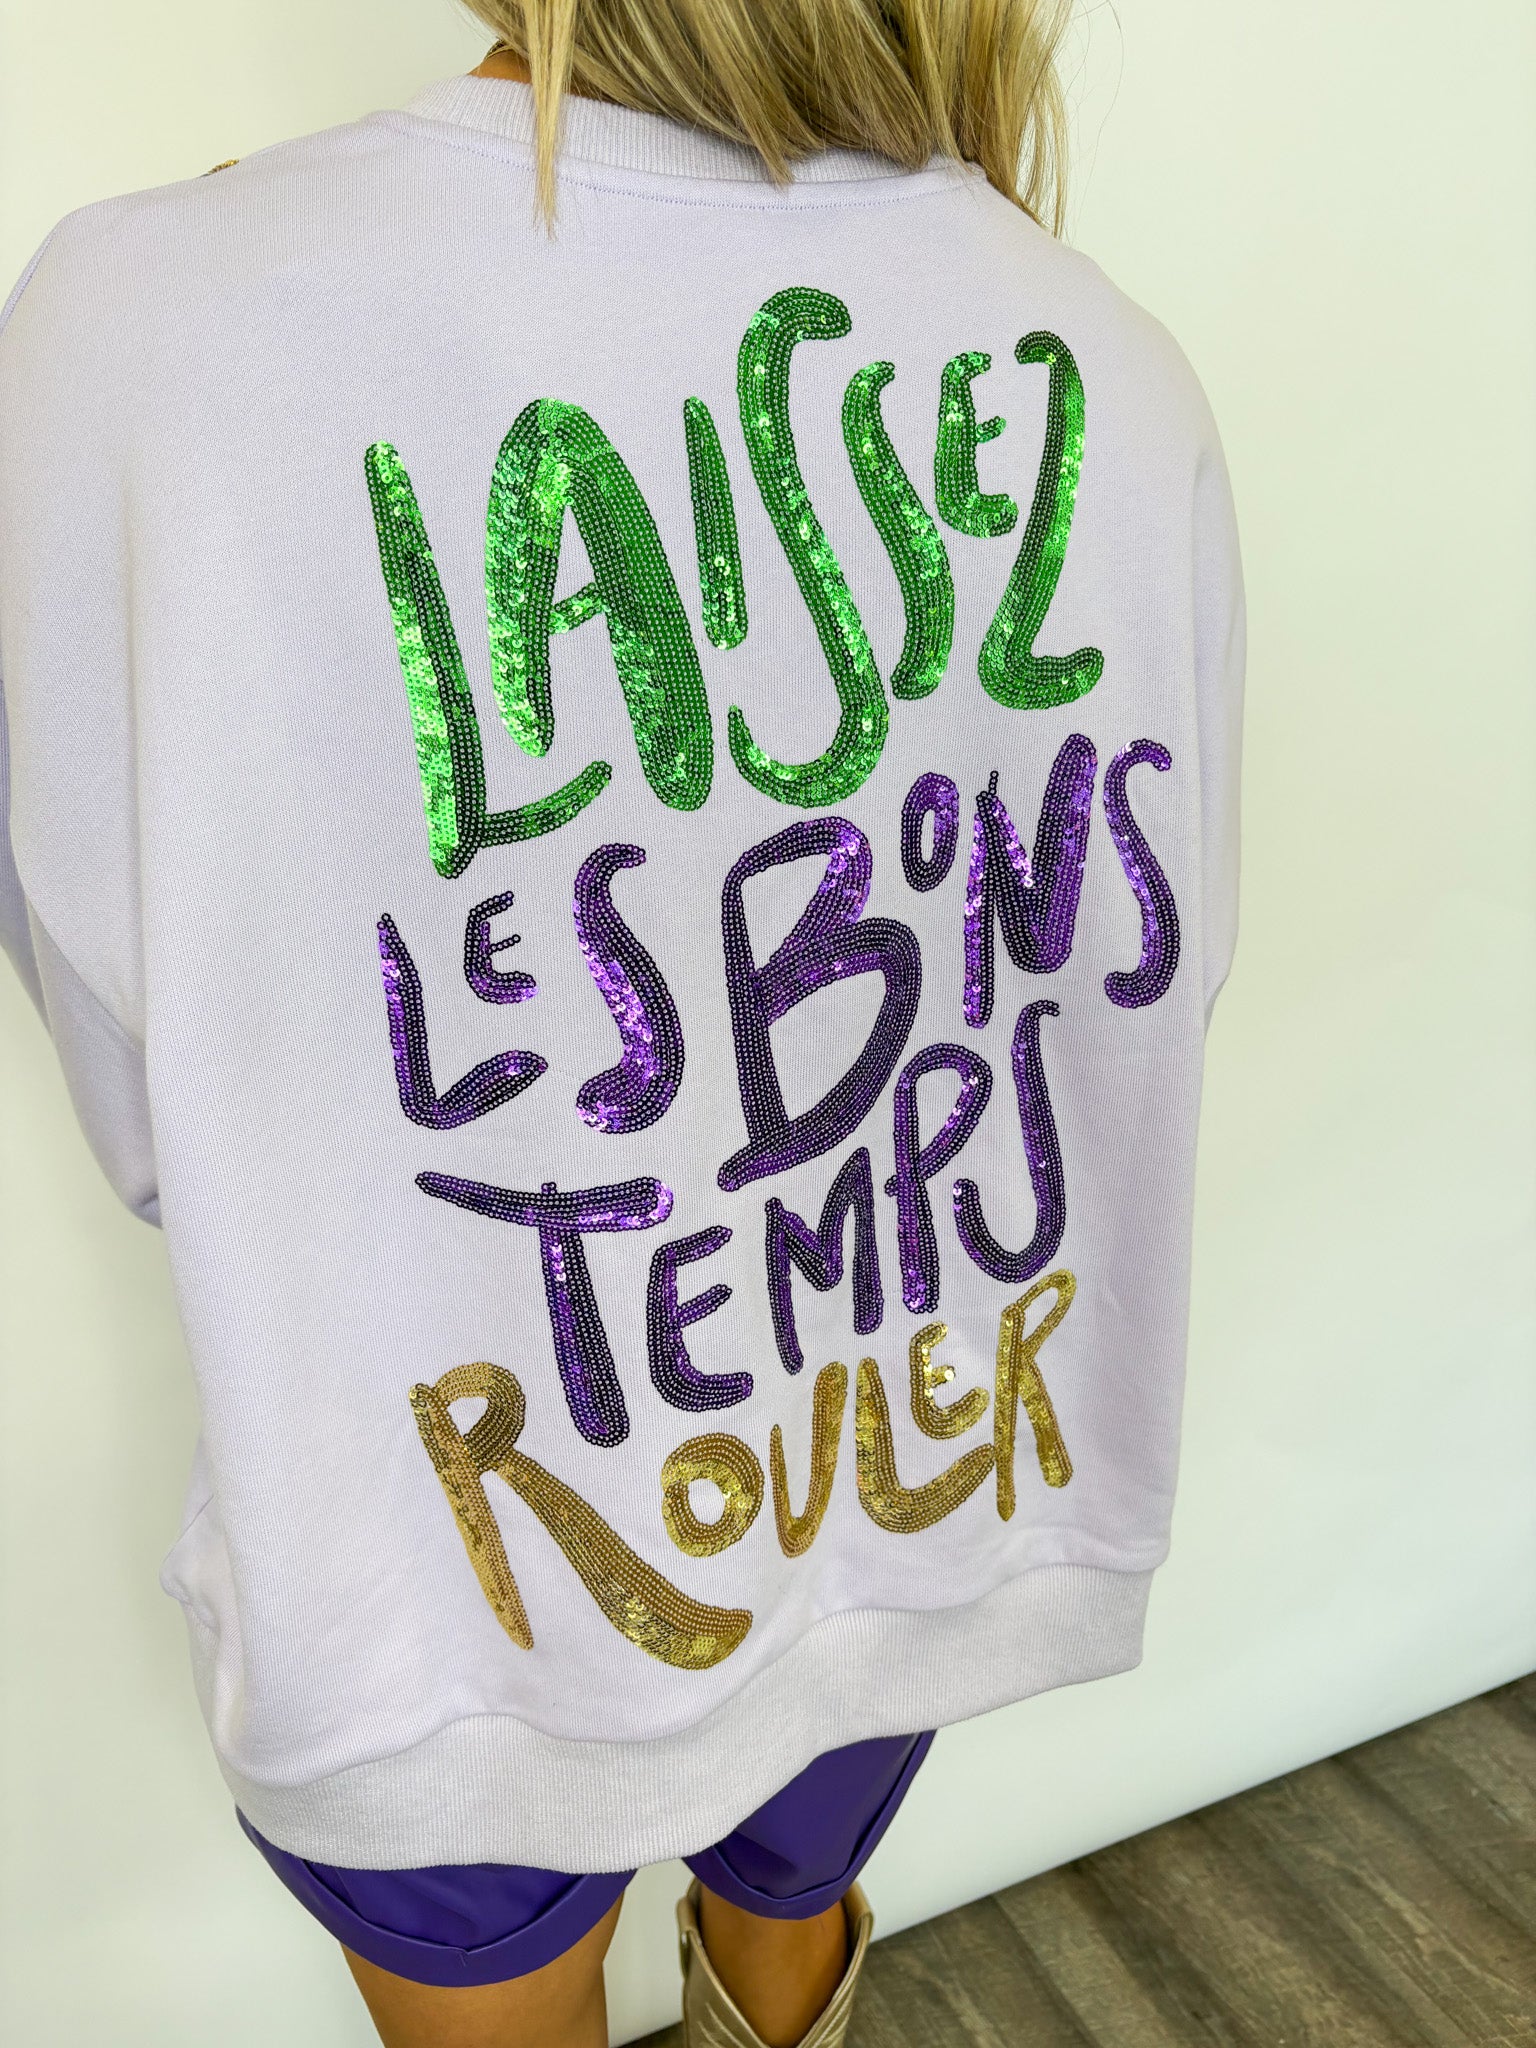 LAISSEZ
LES BONS
TEMPS
ROULER